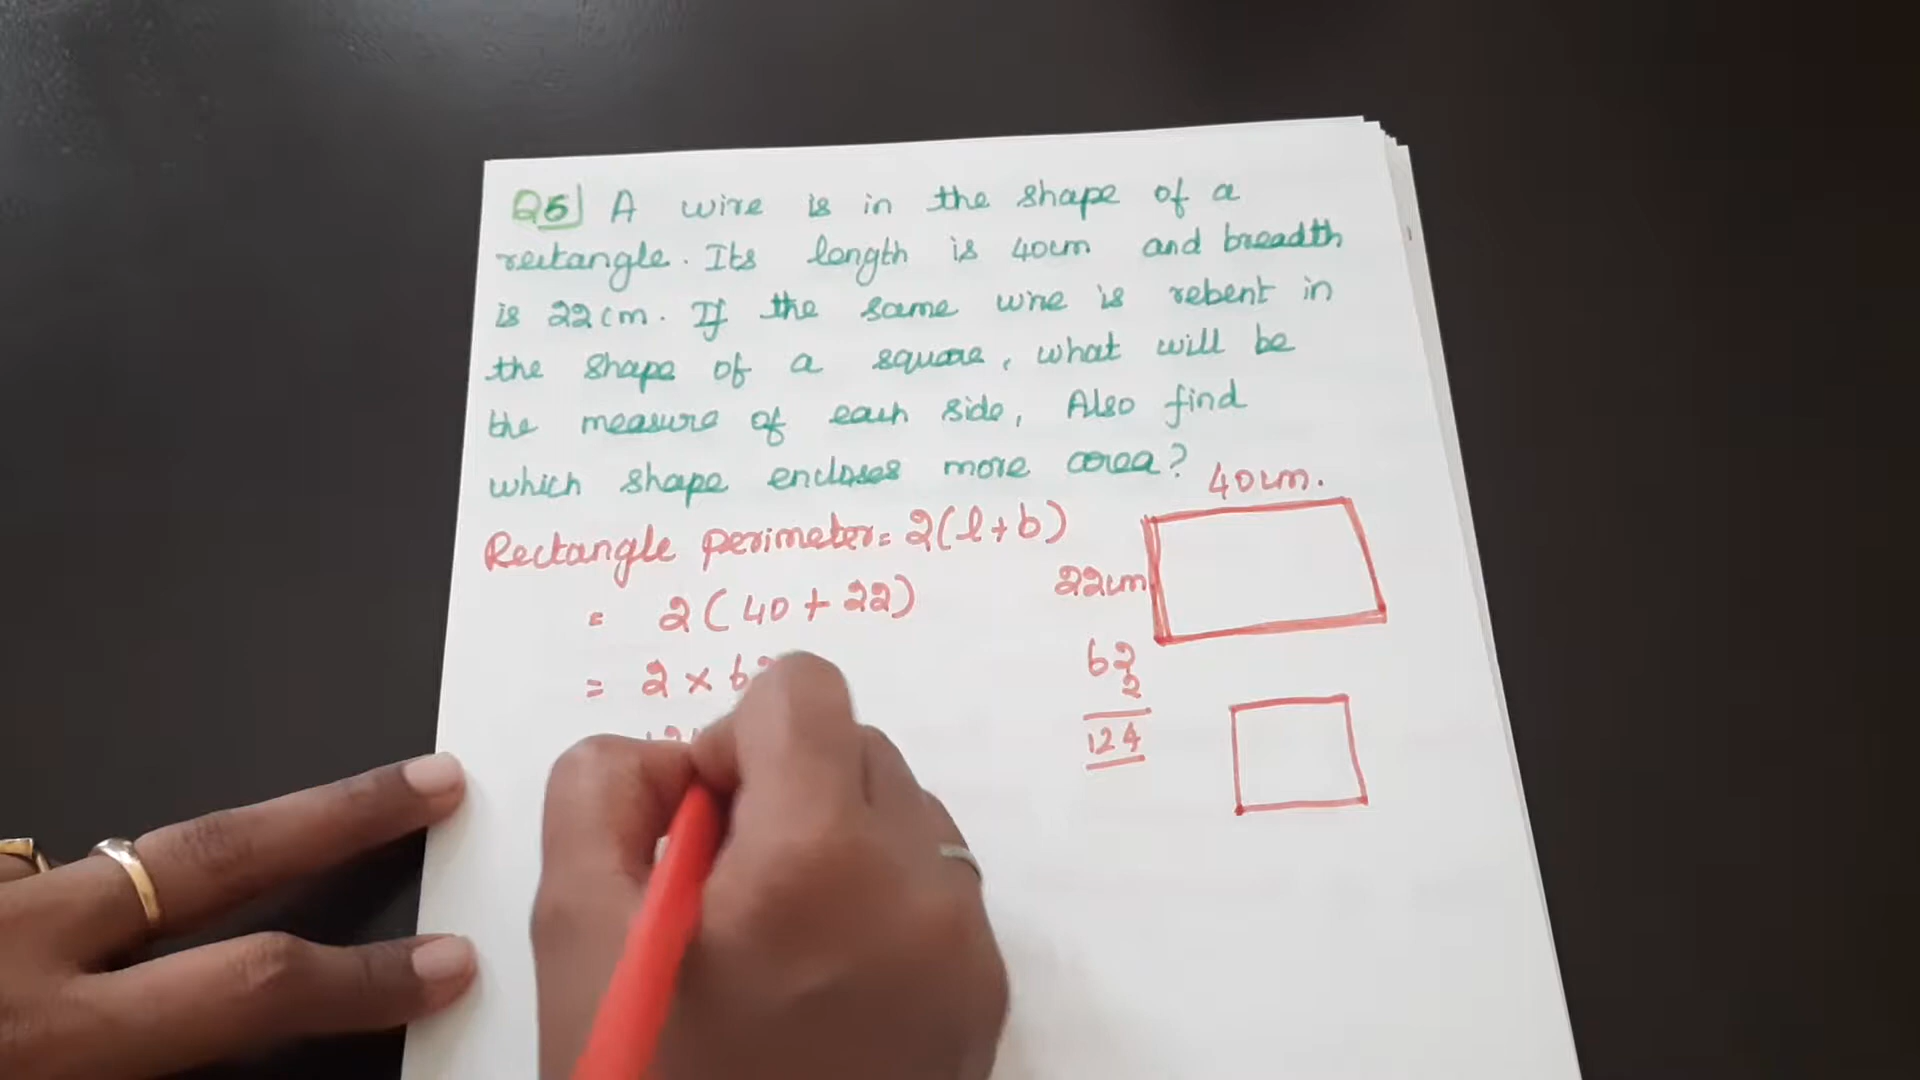 Q5 A wire is in the shape of a
rectangle. Its length is 40cm and breadth
is 22cm. If the same wire is rebent in
the shape of a square, what will be
the measure of each side, Also find
which shape encloses more area?
40cm.
Rectangle perimeter = 2(l+b)
22cm
= 2(40+22)
= 2 × 62
62
2
124